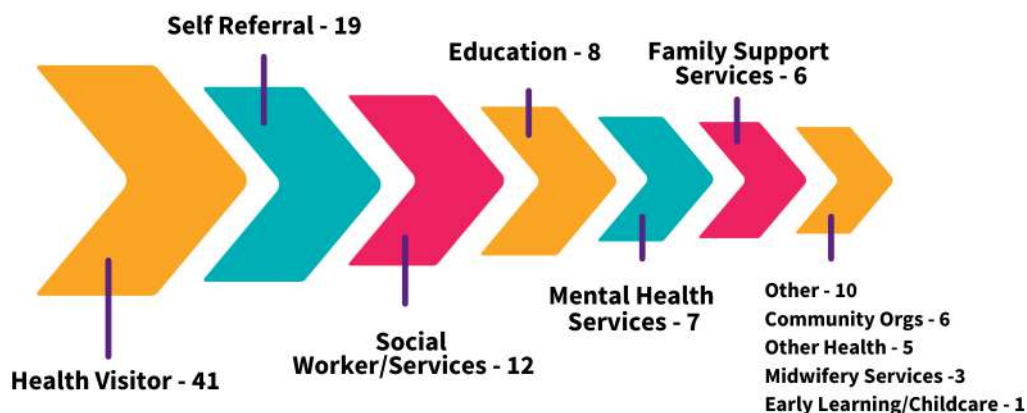 Self Referral - 19
Education - 8
Family Support
Services - 6
Health Visitor - 41
Social
Worker/Services - 12
Mental Health
Services - 7
Other - 10
Community Orgs - 6
Other Health - 5
Midwifery Services -3
Early Learning/Childcare - 1